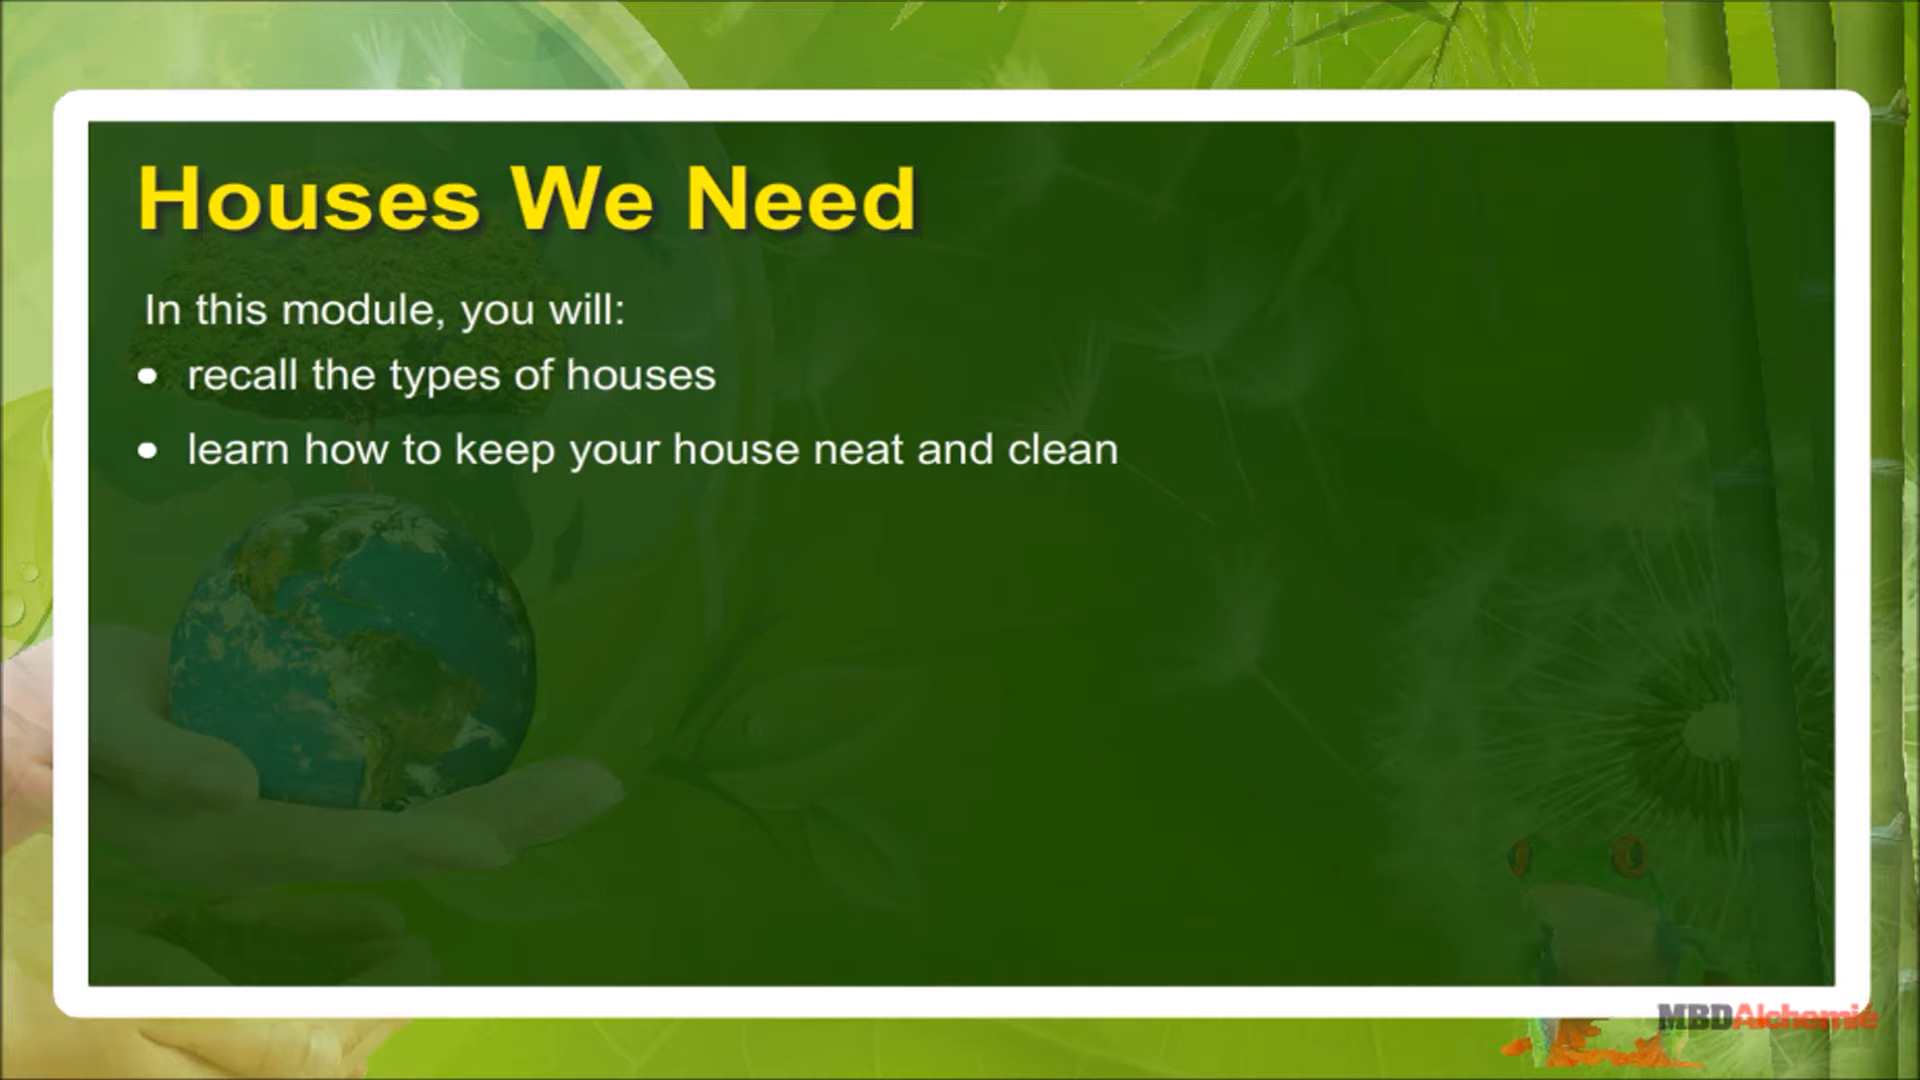 Houses We Need
In this module, you will:
• recall the types of houses
• learn how to keep your house neat and clean
MBDAlchemie